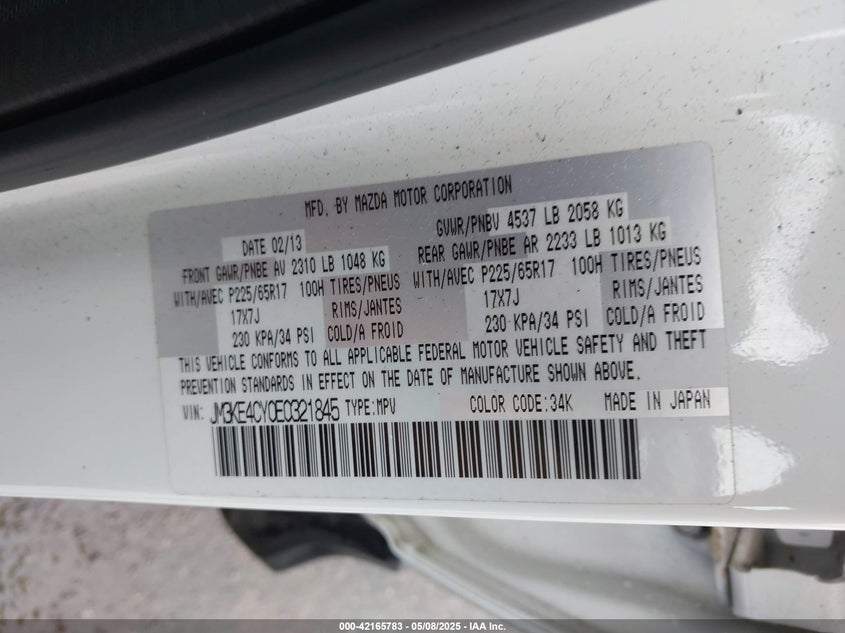 MFD. BY MAZDA MOTOR CORPORATION
DATE 02/13 GVWR/PNBV 4537 LB 2058 KG
FRONT GAWR/PNBE AV 2310 LB 1048 KG REAR GAWR/PNBE AR 2233 LB 1013 KG
WITH/AVEC P225/65R17 100H TIRES/PNEUS WITH/AVEC P225/65R17 100H TIRES/PNEUS
17X7J RIMS/JANTES 17X7J RIMS/JANTES
230 KPA/34 PSI COLD/A FROID 230 KPA/34 PSI COLD/A FROID
THIS VEHICLE CONFORMS TO ALL APPLICABLE FEDERAL MOTOR VEHICLE SAFETY AND THEFT
PREVENTION STANDARDS IN EFFECT ON THE DATE OF MANUFACTURE SHOWN ABOVE.
VIN: JM3KE4CY0E0321845 TYPE:MPV COLOR CODE:34K MADE IN JAPAN
000-42165783 - 05/08/2025 - IAA Inc.